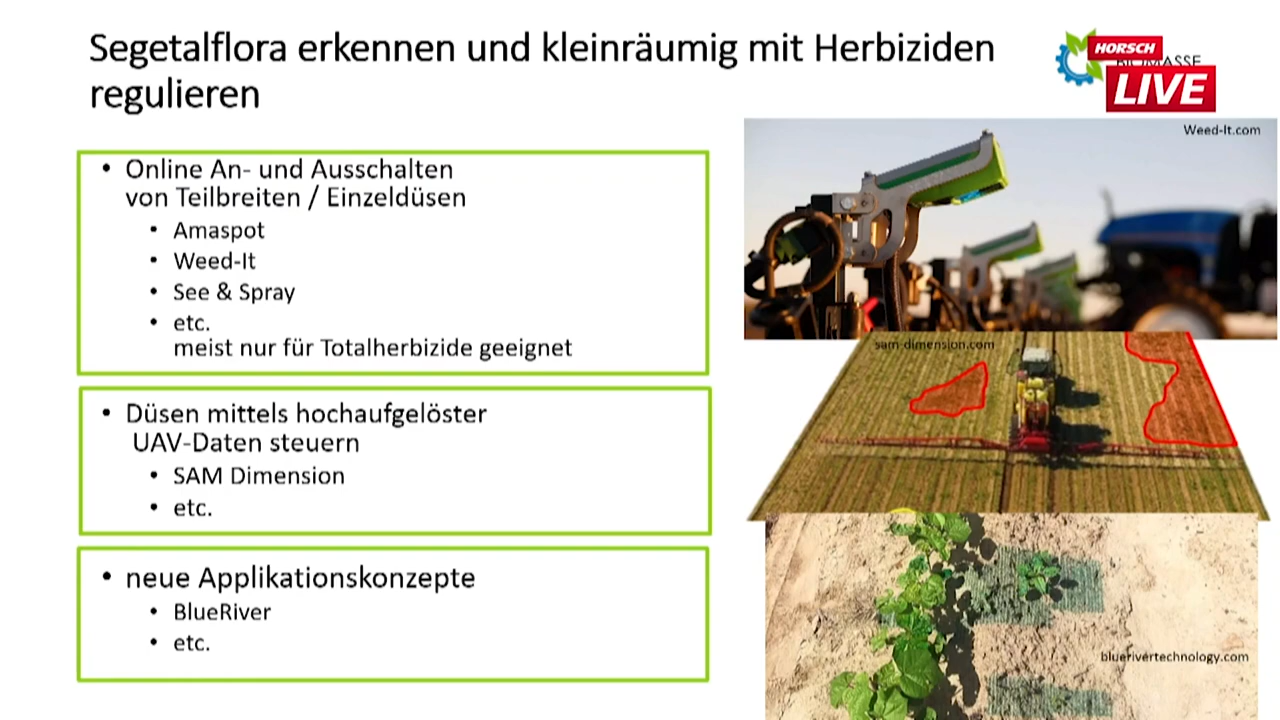 Segetalflora erkennen und kleinräumig mit Herbiziden
regulieren
HORSCH
LIVE
Weed-It.com
• Online An- und Ausschalten
von Teilbreiten / Einzeldüsen
• Amaspot
• Weed-It
• See & Spray
• etc.
meist nur für Totalherbizide geeignet
sam-dimension.com
• Düsen mittels hochaufgelöster
UAV-Daten steuern
• SAM Dimension
• etc.
• neue Applikationskonzepte
• BlueRiver
• etc.
bluerivertechnology.com